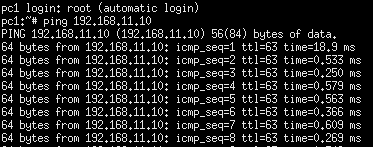 pc1 login: root (automatic login)
pc1:~# ping 192.168.11.10
PING 192.168.11.10 (192.168.11.10) 56(84) bytes of data.
64 bytes from 192.168.11.10: icmp_seq=1 ttl=63 time=18.9 ms
64 bytes from 192.168.11.10: icmp_seq=2 ttl=63 time=0.533 ms
64 bytes from 192.168.11.10: icmp_seq=3 ttl=63 time=0.250 ms
64 bytes from 192.168.11.10: icmp_seq=4 ttl=63 time=0.579 ms
64 bytes from 192.168.11.10: icmp_seq=5 ttl=63 time=0.563 ms
64 bytes from 192.168.11.10: icmp_seq=6 ttl=63 time=0.366 ms
64 bytes from 192.168.11.10: icmp_seq=7 ttl=63 time=0.609 ms
64 bytes from 192.168.11.10: icmp_seq=8 ttl=63 time=0.269 ms